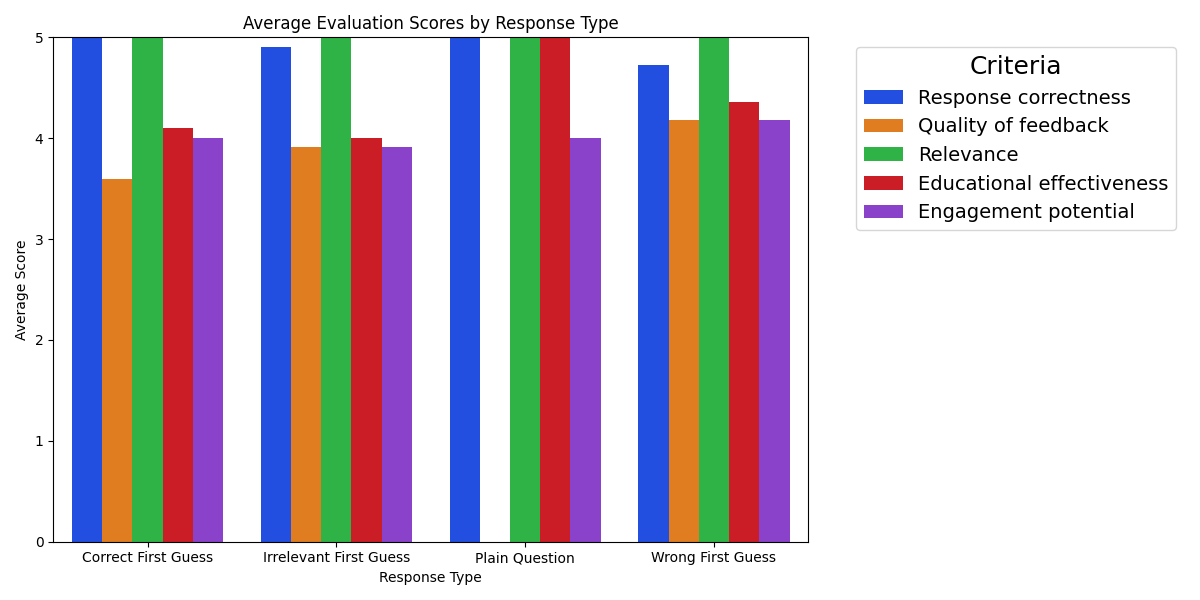 Average Evaluation Scores by Response Type
5
4
3
2
1
0
Average Score
Correct First Guess
Irrelevant First Guess
Plain Question
Wrong First Guess
Response Type
Criteria
Response correctness
Quality of feedback
Relevance
Educational effectiveness
Engagement potential